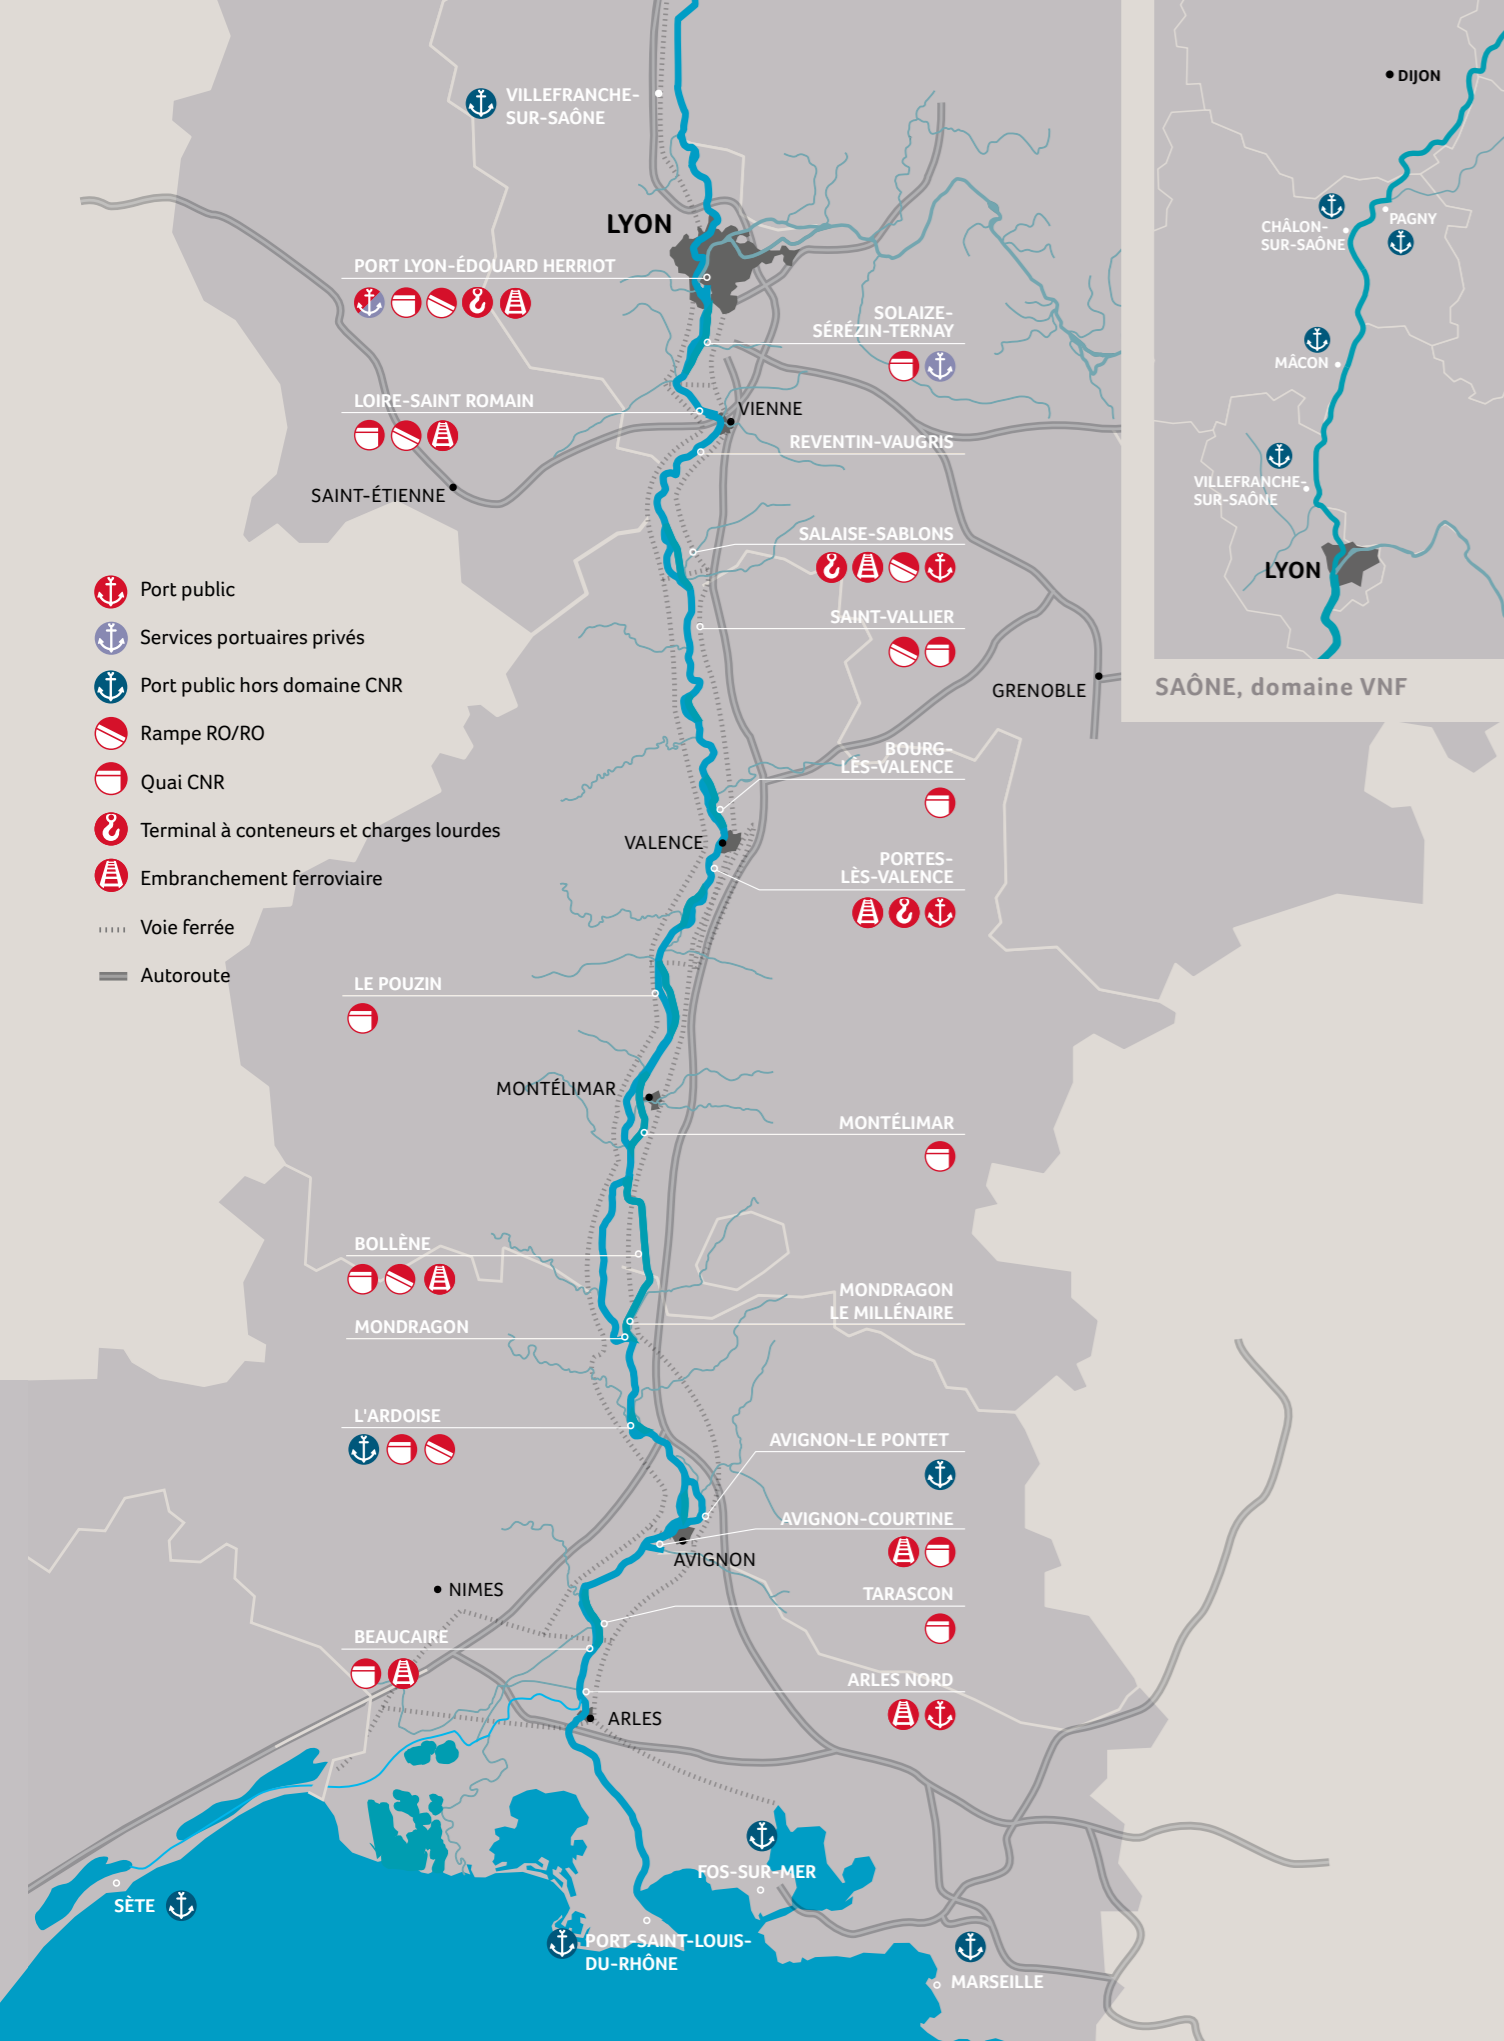 VILLEFRANCHE-
SUR-SAÔNE
LYON
PORT LYON-ÉDOUARD HERRIOT
SOLAIZE-
SÉRÉZIN-TERNAY
LOIRE-SAINT ROMAIN
VIENNE
REVENTIN-VAUGRIS
SAINT-ÉTIENNE
SALAISE-SABLONS
SAINT-VALLIER
GRENOBLE
Port public
Services portuaires privés
Port public hors domaine CNR
Rampe RO/RO
Quai CNR
Terminal à conteneurs et charges lourdes
Embranchement ferroviaire
Voie ferrée
Autoroute
BOURG-
LÈS-VALENCE
VALENCE
PORTES-
LÈS-VALENCE
LE POUZIN
MONTÉLIMAR
MONTÉLIMAR
BOLLÈNE
MONDRAGON
LE MILLÉNAIRE
MONDRAGON
L'ARDOISE
AVIGNON-LE PONTET
AVIGNON-COURTINE
AVIGNON
NIMES
TARASCON
BEAUCAIRE
ARLES NORD
ARLES
FOS-SUR-MER
SÈTE
PORT-SAINT-LOUIS-
DU-RHÔNE
MARSEILLE
DIJON
PAGNY
CHÂLON-
SUR-SAÔNE
MÂCON
VILLEFRANCHE-
SUR-SAÔNE
LYON
SAÔNE, domaine VNF